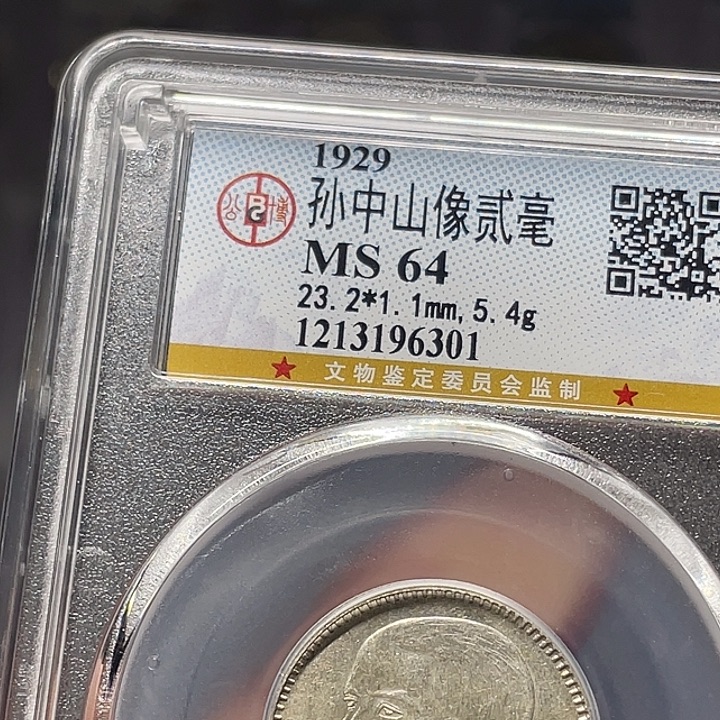 1929
孙中山像贰毫
MS 64
23.2*1.1mm,5.4g
1213196301
文物鉴定委员会监制